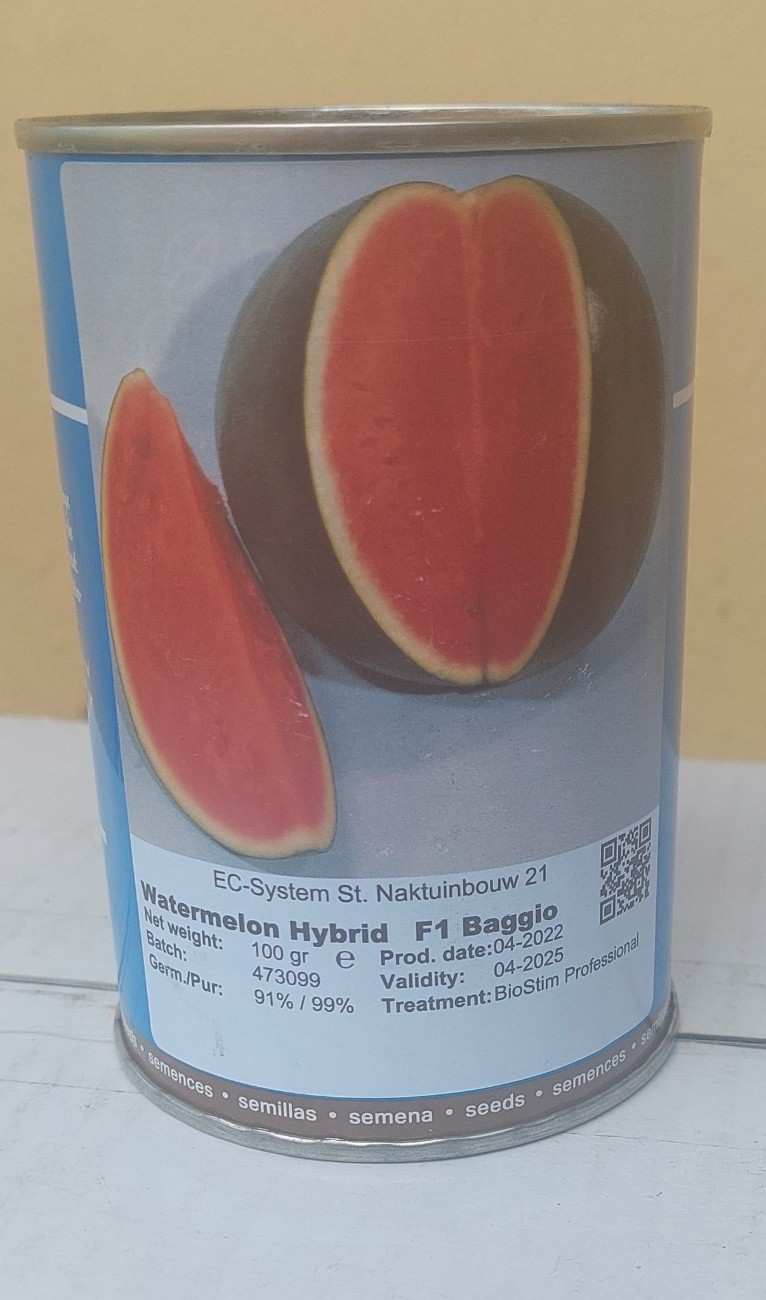 EC-System St. Naktuinbouw 21
Watermelon Hybrid F1 Baggio
Net weight: 100 gr e Prod. date: 04-2022
Batch: 473099 Validity: 04-2025
Germ./Pur: 91% / 99% Treatment: BioStim Professional
semences • semillas • semena • seeds • semences •